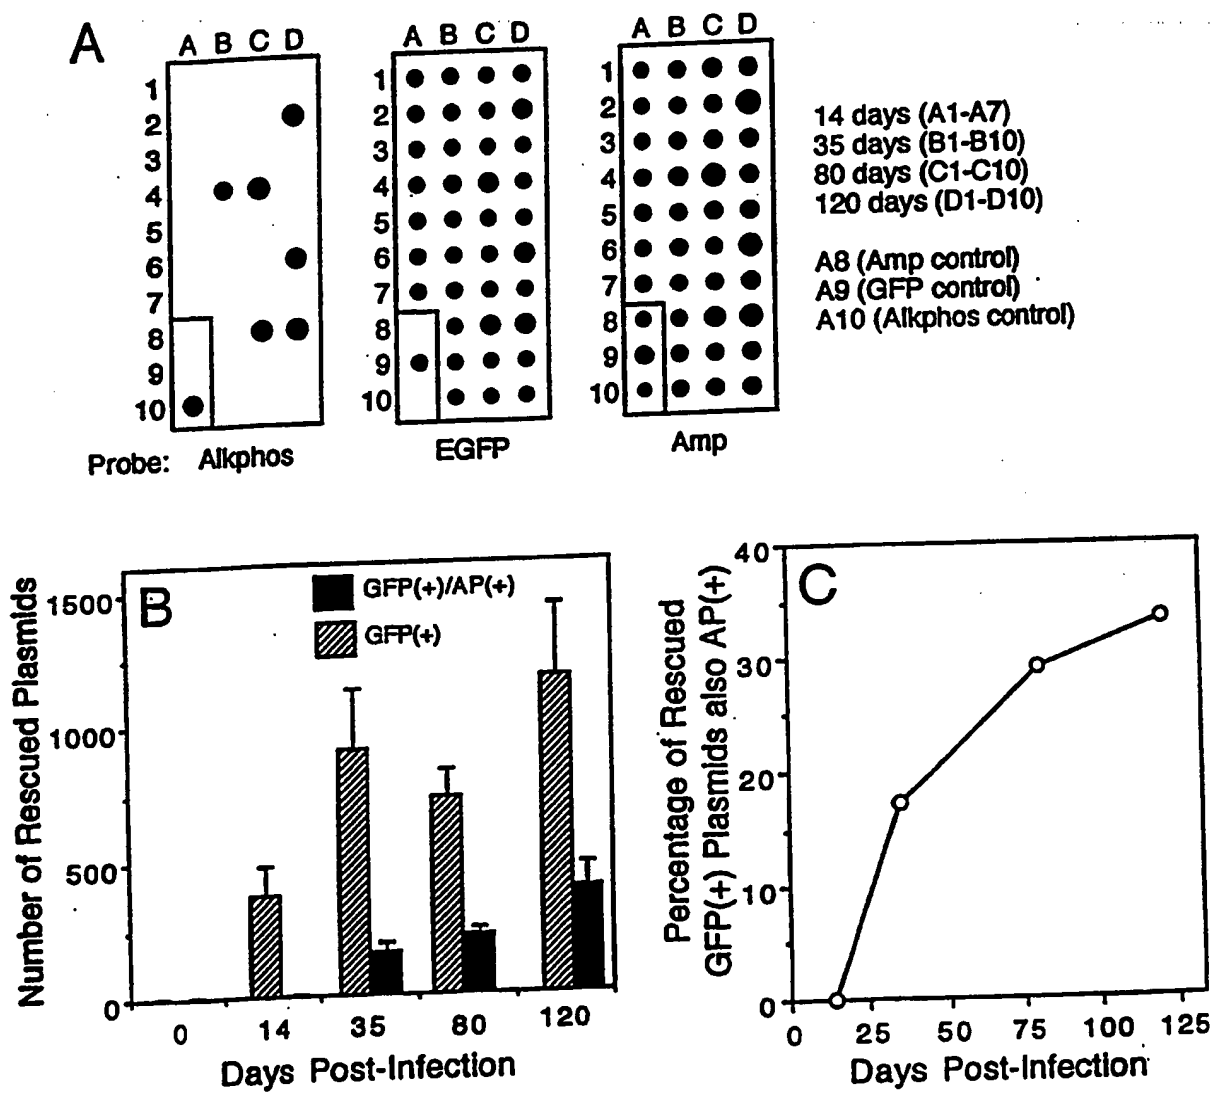 A
A B C D
1
2
3
4
5
6
7
8
9
10
A B C D
1
2
3
4
5
6
7
8
9
10
A B C D
1
2
3
4
5
6
7
8
9
10
14 days (A1-A7)
35 days (B1-B10)
80 days (C1-C10)
120 days (D1-D10)
A8 (Amp control)
A9 (GFP control)
A10 (Alkphos control)
Probe: Alkphos
EGFP
Amp
B
GFP(+)/AP(+)
GFP(+)
Number of Rescued Plasmids
1500
1000
500
0
0 14 35 80 120
Days Post-Infection
C
Percentage of Rescued
GFP(+) Plasmids also AP(+)
40
30
20
10
0
0 25 50 75 100 125
Days Post-Infection